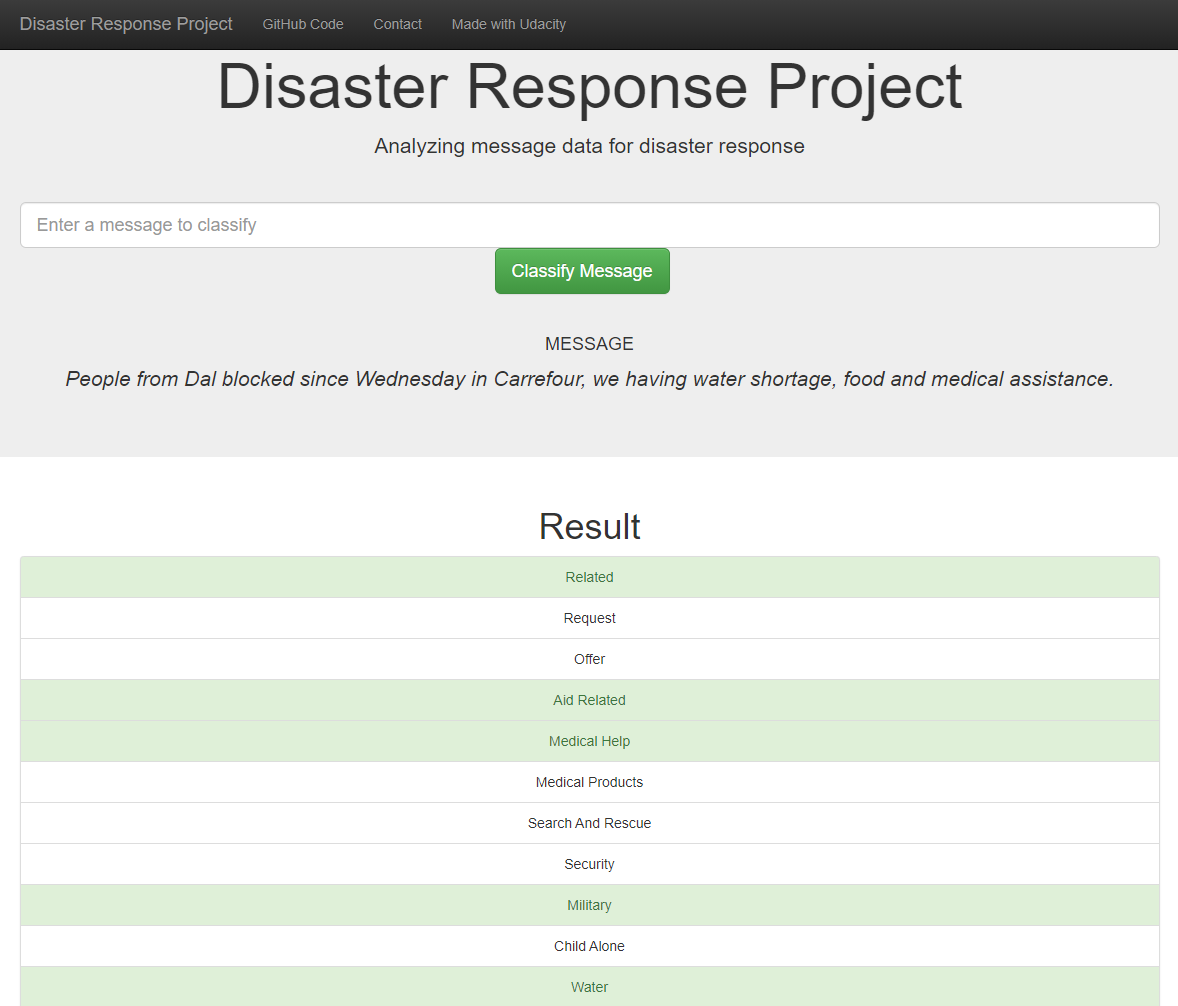 Disaster Response Project GitHub Code Contact Made with Udacity
Disaster Response Project
Analyzing message data for disaster response
Enter a message to classify
Classify Message
MESSAGE
People from Dal blocked since Wednesday in Carrefour, we having water shortage, food and medical assistance.
Result
Related
Request
Offer
Aid Related
Medical Help
Medical Products
Search And Rescue
Security
Military
Child Alone
Water